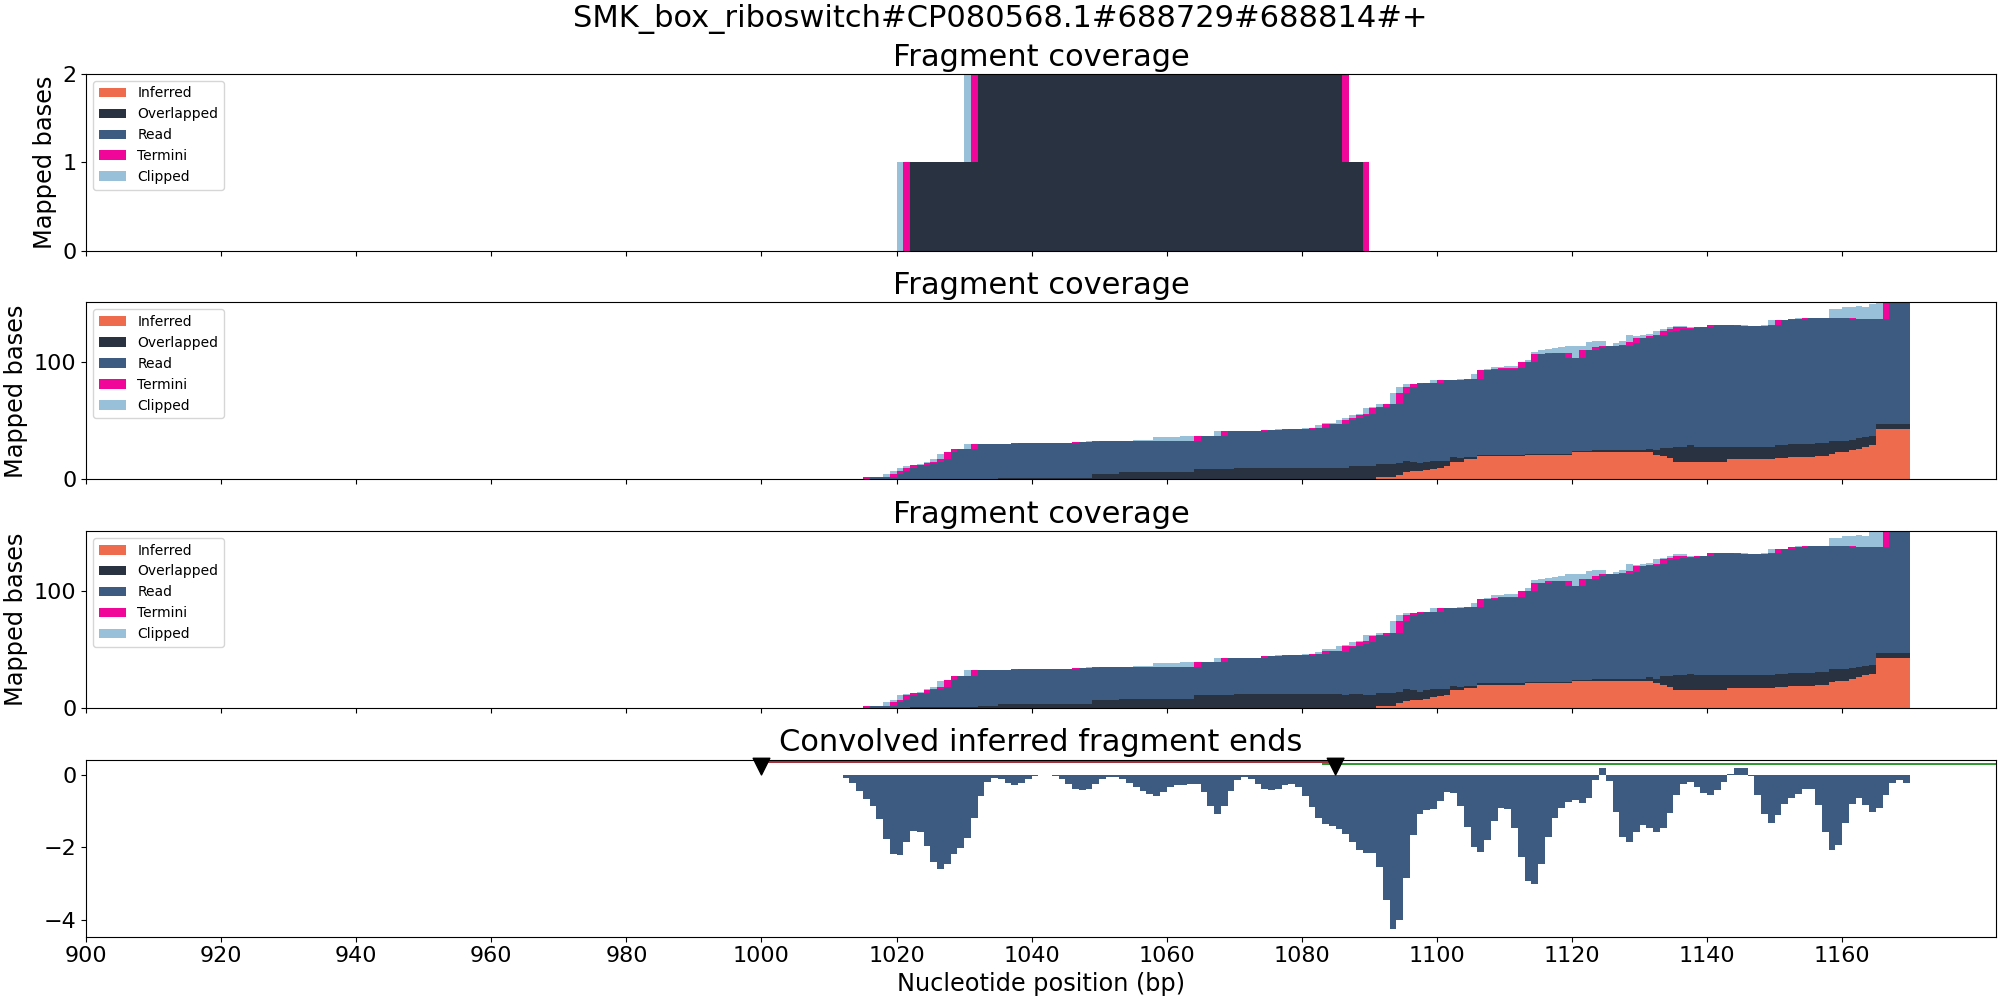 SMK_box_riboswitch#CP080568.1#688729#688814#+
Fragment coverage
Mapped bases
2
1
0
Inferred
Overlapped
Read
Termini
Clipped
Fragment coverage
Mapped bases
100
0
Inferred
Overlapped
Read
Termini
Clipped
Fragment coverage
Mapped bases
100
0
Inferred
Overlapped
Read
Termini
Clipped
Convolved inferred fragment ends
0
−2
−4
900 920 940 960 980 1000 1020 1040 1060 1080 1100 1120 1140 1160
Nucleotide position (bp)